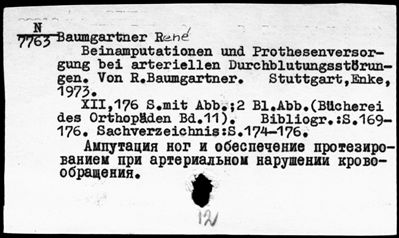 N
7763 Baumgartner René
Beinamputationen und Prothesenversor-
gung bei arteriellen Durchblutungsstörun-
gen. Von R.Baumgartner. Stuttgart,Enke,
1973.
XII,176 S.mit Abb.;2 Bl.Abb.(Bücherei
des Orthopäden Bd.11). Bibliogr.:S.169-
176. Sachverzeichnis:S.174-176.
Ампутация ног и обеспечение протезиро-
ванием при артериальном нарушении крово-
обращения.
12